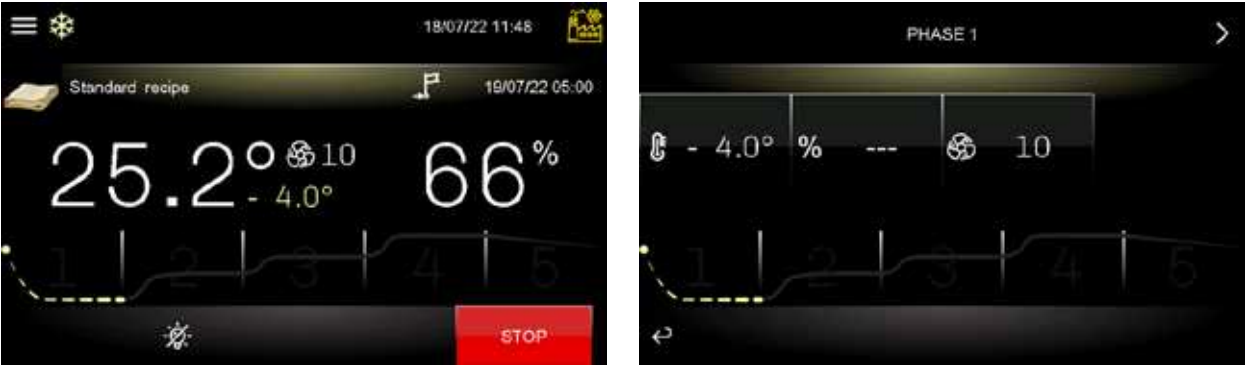 18/07/22 11:48
Standard recipe
19/07/22 05:00
25.2° 10 66%
- 4.0°
1 2 3 4 5
STOP
PHASE 1
- 4.0° % --- 10
1 2 3 4 5